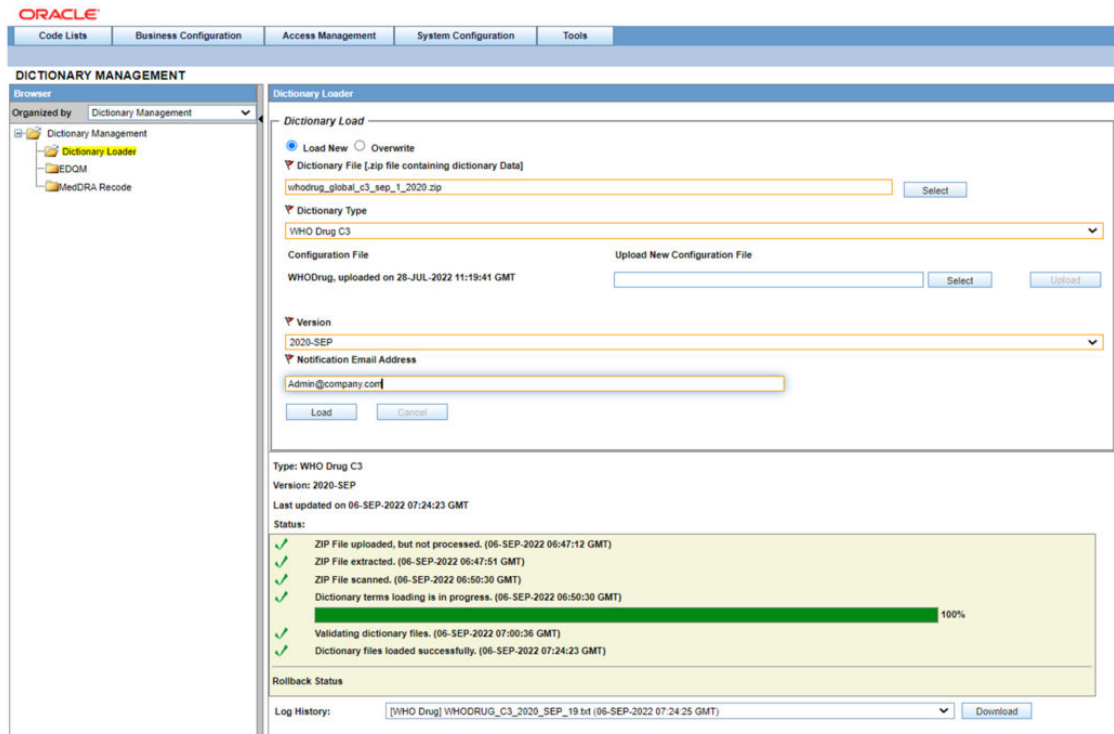 ORACLE
Code Lists Business Configuration Access Management System Configuration Tools
DICTIONARY MANAGEMENT
Browser
Organized by Dictionary Management
Dictionary Management
Dictionary Loader
EDQM
MedDRA Recode
Dictionary Loader
Dictionary Load
Load New Overwrite
Dictionary File [.zip file containing dictionary Data]
whodrug_global_c3_sep_1_2020.zip Select
Dictionary Type
WHO Drug C3
Configuration File Upload New Configuration File
WHODrug, uploaded on 28-JUL-2022 11:19:41 GMT Select Upload
Version
2020-SEP
Notification Email Address
Admin@company.com
Load Cancel
Type: WHO Drug C3
Version: 2020-SEP
Last updated on 06-SEP-2022 07:24:23 GMT
Status:
ZIP File uploaded, but not processed. (06-SEP-2022 06:47:12 GMT)
ZIP File extracted. (06-SEP-2022 06:47:51 GMT)
ZIP File scanned. (06-SEP-2022 06:50:30 GMT)
Dictionary terms loading is in progress. (06-SEP-2022 06:50:30 GMT)
100%
Validating dictionary files. (06-SEP-2022 07:00:36 GMT)
Dictionary files loaded successfully. (06-SEP-2022 07:24:23 GMT)
Rollback Status
Log History: [WHO Drug] WHODRUG_C3_2020_SEP_19.txt (06-SEP-2022 07:24:25 GMT) Download